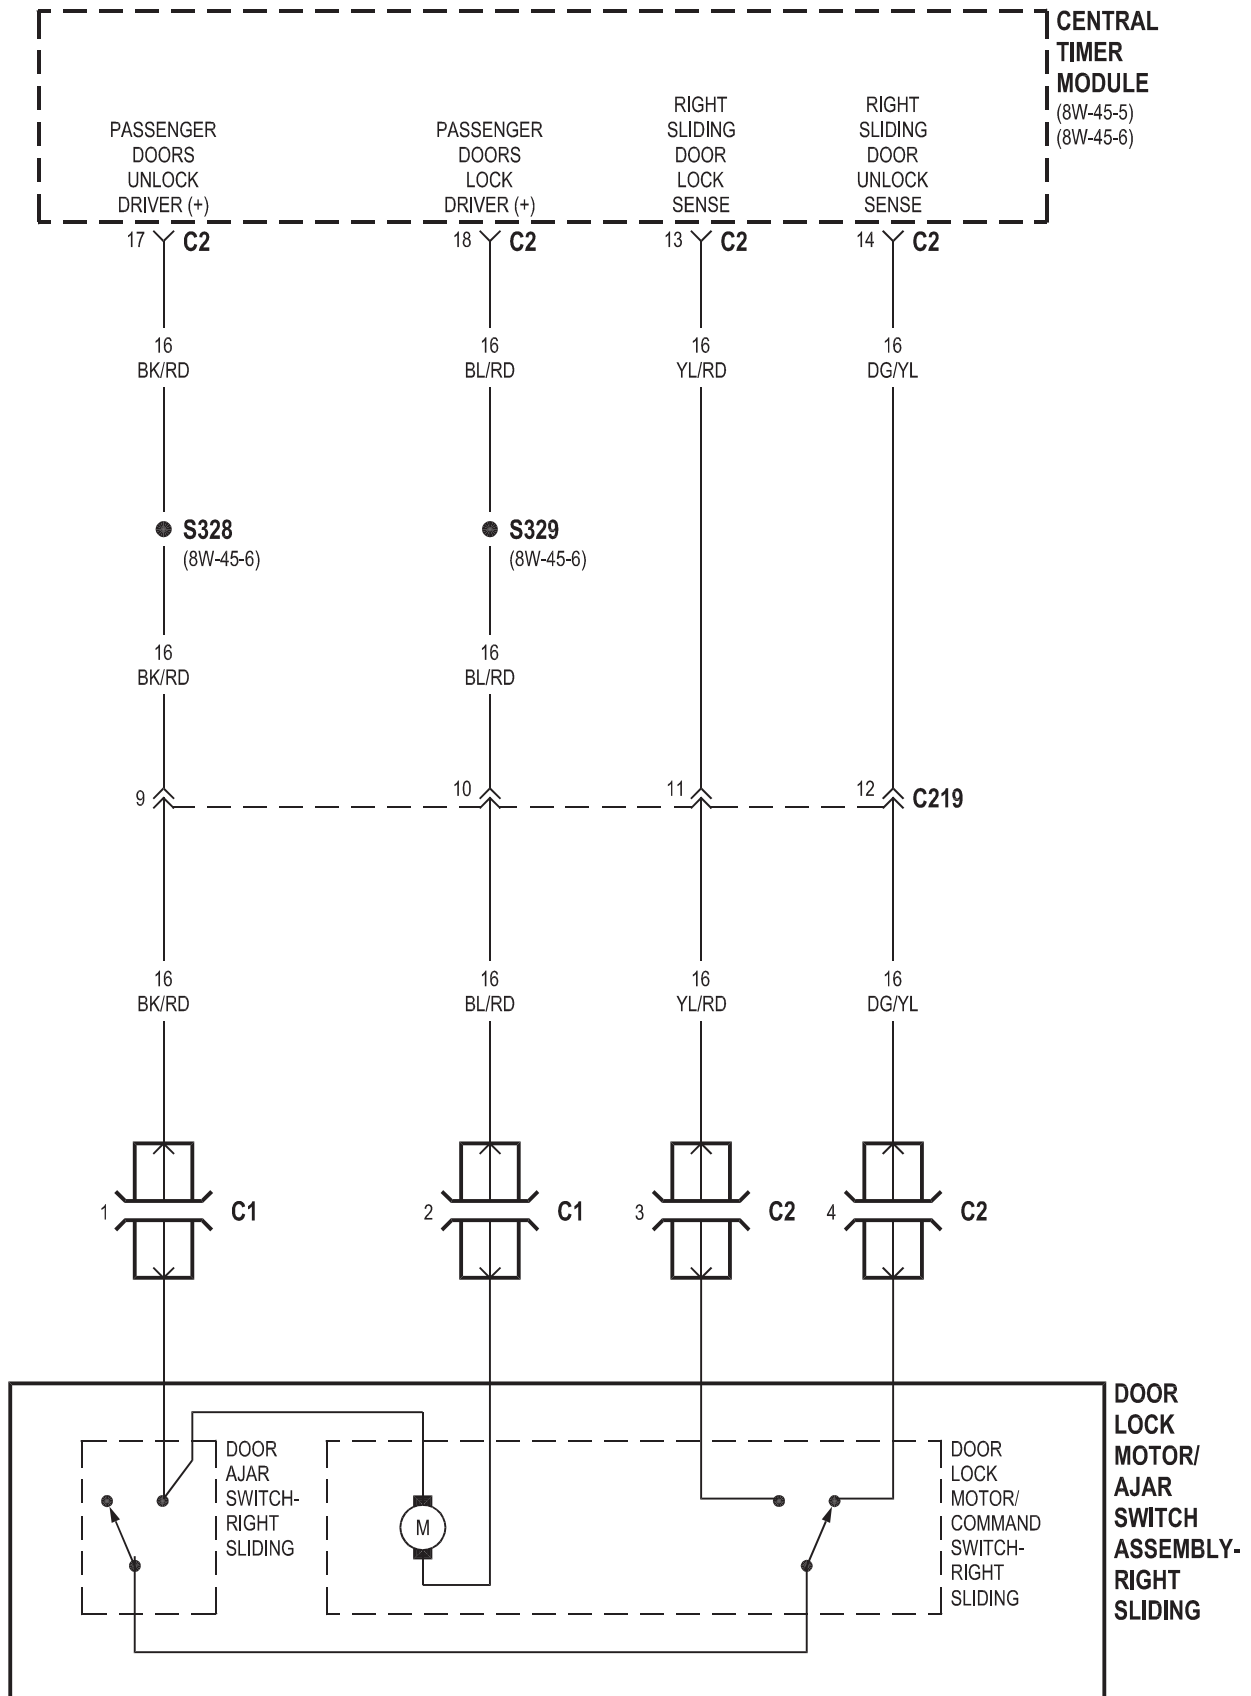 CENTRAL
TIMER
MODULE
(8W-45-5)
(8W-45-6)
PASSENGER
DOORS
UNLOCK
DRIVER (+)
PASSENGER
DOORS
LOCK
DRIVER (+)
RIGHT
SLIDING
DOOR
LOCK
SENSE
RIGHT
SLIDING
DOOR
UNLOCK
SENSE
17 C2
18 C2
13 C2
14 C2
16
BK/RD
16
BL/RD
16
YL/RD
16
DG/YL
S328
(8W-45-6)
S329
(8W-45-6)
16
BK/RD
16
BL/RD
9
10
11
12
C219
16
BK/RD
16
BL/RD
16
YL/RD
16
DG/YL
1 C1
2 C1
3 C2
4 C2
DOOR
AJAR
SWITCH-
RIGHT
SLIDING
M
DOOR
LOCK
MOTOR/
COMMAND
SWITCH-
RIGHT
SLIDING
DOOR
LOCK
MOTOR/
AJAR
SWITCH
ASSEMBLY-
RIGHT
SLIDING